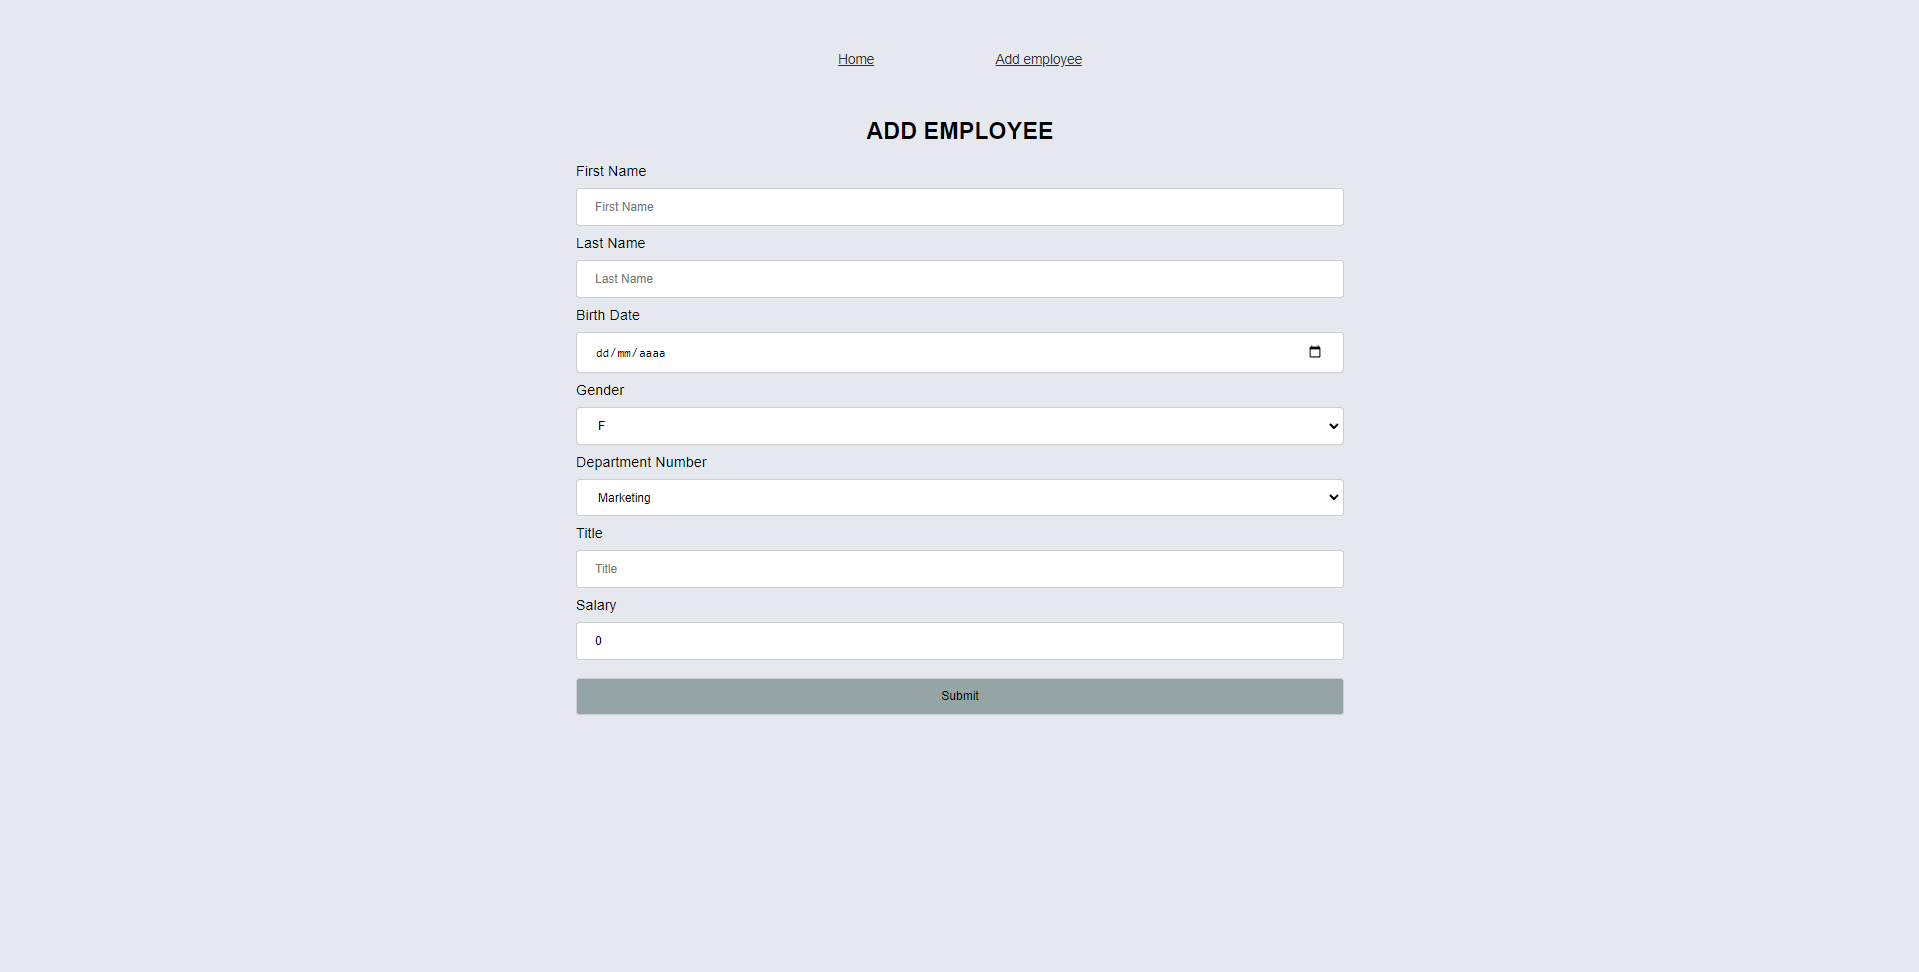 Home Add employee
ADD EMPLOYEE
First Name
First Name
Last Name
Last Name
Birth Date
dd/mm/aaaa
Gender
F
Department Number
Marketing
Title
Title
Salary
0
Submit